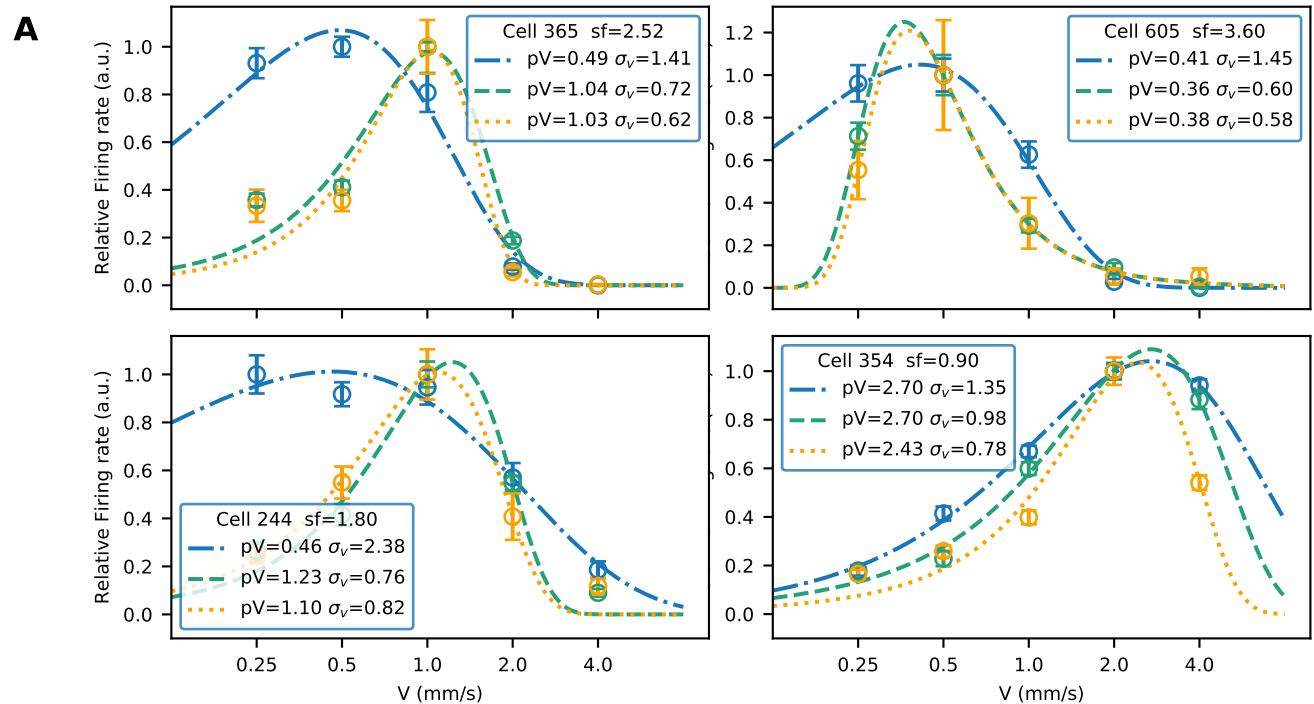 A
Relative Firing rate (a.u.)
1.0
0.8
0.6
0.4
0.2
0.0
Cell 365 sf=2.52
pV=0.49 σᵥ=1.41
pV=1.04 σᵥ=0.72
pV=1.03 σᵥ=0.62
1.2
1.0
0.8
0.6
0.4
0.2
0.0
Cell 605 sf=3.60
pV=0.41 σᵥ=1.45
pV=0.36 σᵥ=0.60
pV=0.38 σᵥ=0.58
Relative Firing rate (a.u.)
1.0
0.8
0.6
0.4
0.2
0.0
Cell 244 sf=1.80
pV=0.46 σᵥ=2.38
pV=1.23 σᵥ=0.76
pV=1.10 σᵥ=0.82
0.25 0.5 1.0 2.0 4.0
V (mm/s)
1.0
0.8
0.6
0.4
0.2
0.0
Cell 354 sf=0.90
pV=2.70 σᵥ=1.35
pV=2.70 σᵥ=0.98
pV=2.43 σᵥ=0.78
0.25 0.5 1.0 2.0 4.0
V (mm/s)